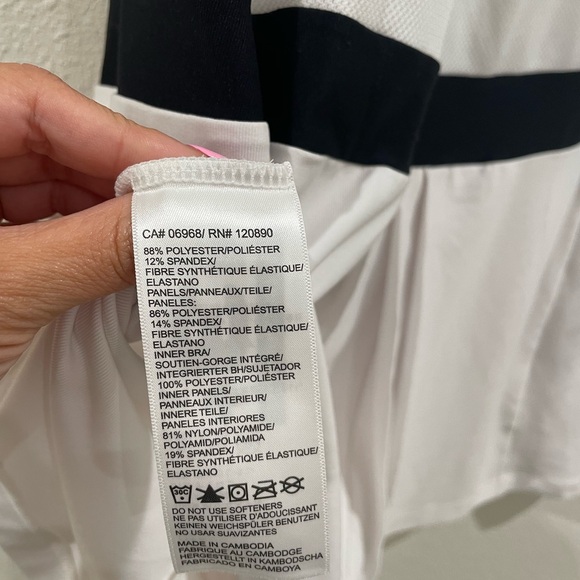 CA# 06968/ RN# 120890
88% POLYESTER/POLIÉSTER
12% SPANDEX/
FIBRE SYNTHÉTIQUE ÉLASTIQUE/
ELASTANO
PANELS/PANNEAUX/TEILE/
PANELES:
86% POLYESTER/POLIÉSTER
14% SPANDEX/
FIBRE SYNTHÉTIQUE ÉLASTIQUE/
ELASTANO
INNER BRA/
SOUTIEN-GORGE INTÉGRÉ/
INTEGRIERTER BH/SUJETADOR
100% POLYESTER/POLIÉSTER
INNER PANELS/
PANNEAUX INTERIEUR/
INNERE TEILE/
PANELES INTERIORES
81% NYLON/POLYAMIDE/
POLYAMID/POLIAMIDA
19% SPANDEX/
FIBRE SYNTHÉTIQUE ÉLASTIQUE/
ELASTANO
30C
DO NOT USE SOFTENERS
NE PAS UTILISER D'ADOUCISSANT
KEINEN WEICHSPÜLER BENUTZEN
NO USAR SUAVIZANTES
MADE IN CAMBODIA
FABRIQUE AU CAMBODGE
HERGESTELLT IN KAMBODSCHA
FABRICADO EN CAMBOYA